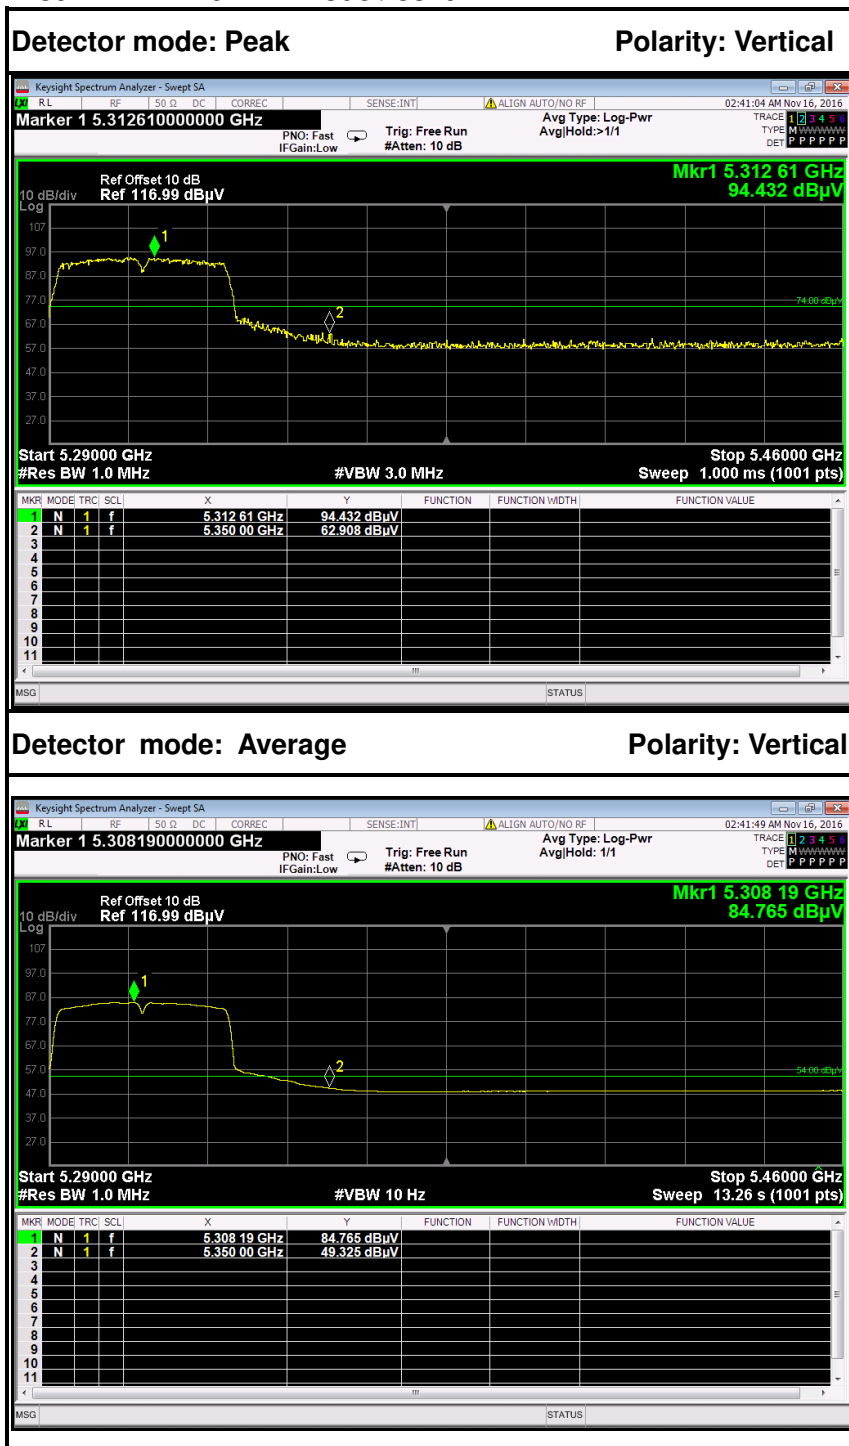 Detector mode: Peak Polarity: Vertical
Keysight Spectrum Analyzer - Swept SA
LXI RL RF 50 Ω DC CORREC SENSE:INT ALIGN AUTO/NO RF 02:41:04 AM Nov 16, 2016
Marker 1 5.312610000000 GHz
PNO: Fast
IFGain:Low
Trig: Free Run
#Atten: 10 dB
Avg Type: Log-Pwr
Avg|Hold:>1/1
TRACE 1 2 3 4 5 6
TYPE M WWWWW
DET P P P P P P
Mkr1 5.312 61 GHz
94.432 dBµV
Ref Offset 10 dB
10 dB/div Ref 116.99 dBµV
Log
107
97.0
87.0
77.0
67.0
57.0
47.0
37.0
27.0
1
2
74.00 dBµV
Start 5.29000 GHz Stop 5.46000 GHz
#Res BW 1.0 MHz #VBW 3.0 MHz Sweep 1.000 ms (1001 pts)
MKR MODE TRC SCL X Y FUNCTION FUNCTION WIDTH FUNCTION VALUE
1 N 1 f 5.312 61 GHz 94.432 dBµV
2 N 1 f 5.350 00 GHz 62.908 dBµV
3
4
5
6
7
8
9
10
11
MSG STATUS
Detector mode: Average Polarity: Vertical
Keysight Spectrum Analyzer - Swept SA
LXI RL RF 50 Ω DC CORREC SENSE:INT ALIGN AUTO/NO RF 02:41:49 AM Nov 16, 2016
Marker 1 5.308190000000 GHz
PNO: Fast
IFGain:Low
Trig: Free Run
#Atten: 10 dB
Avg Type: Log-Pwr
Avg|Hold: 1/1
TRACE 1 2 3 4 5 6
TYPE M WWWWW
DET P P P P P P
Mkr1 5.308 19 GHz
84.765 dBµV
Ref Offset 10 dB
10 dB/div Ref 116.99 dBµV
Log
107
97.0
87.0
77.0
67.0
57.0
47.0
37.0
27.0
1
2
54.00 dBµV
Start 5.29000 GHz Stop 5.46000 GHz
#Res BW 1.0 MHz #VBW 10 Hz Sweep 13.26 s (1001 pts)
MKR MODE TRC SCL X Y FUNCTION FUNCTION WIDTH FUNCTION VALUE
1 N 1 f 5.308 19 GHz 84.765 dBµV
2 N 1 f 5.350 00 GHz 49.325 dBµV
3
4
5
6
7
8
9
10
11
MSG STATUS